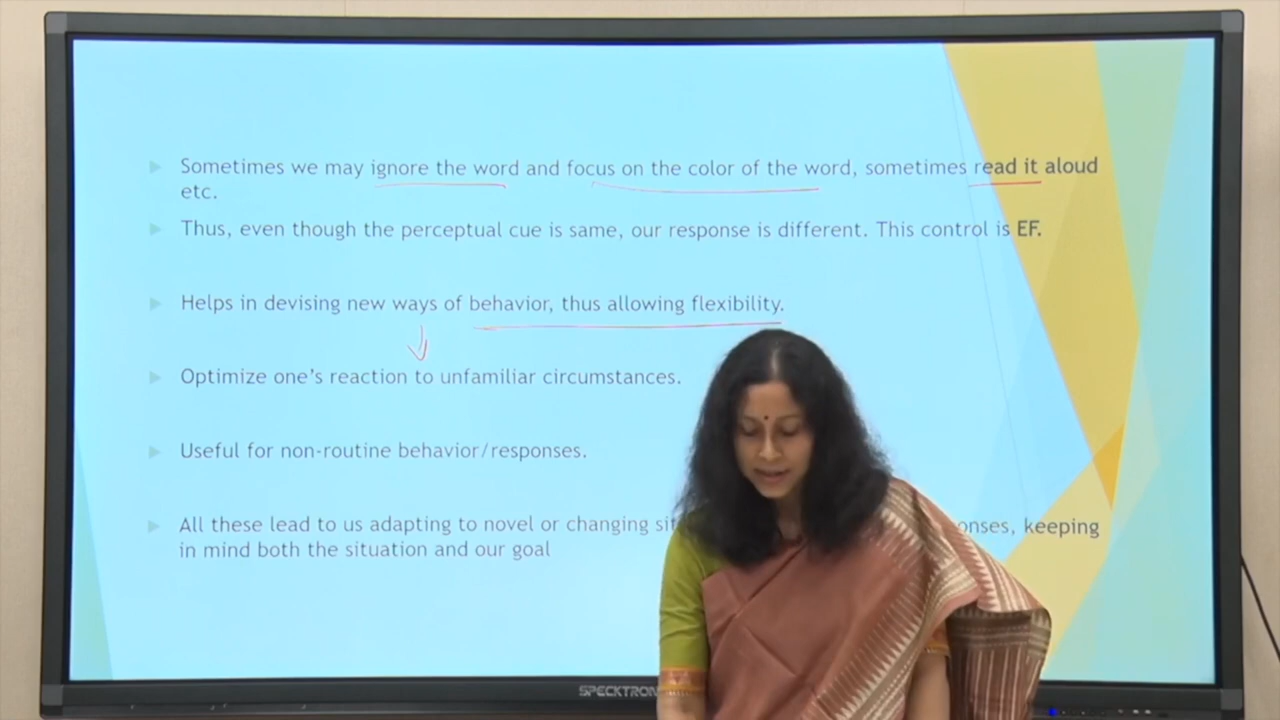 Sometimes we may ignore the word and focus on the color of the word, sometimes read it aloud
etc.
Thus, even though the perceptual cue is same, our response is different. This control is EF.
Helps in devising new ways of behavior, thus allowing flexibility.
Optimize one's reaction to unfamiliar circumstances.
Useful for non-routine behavior/responses.
All these lead to us adapting to novel or changing keeping
in mind both the situation and our goal
SPECKTRON